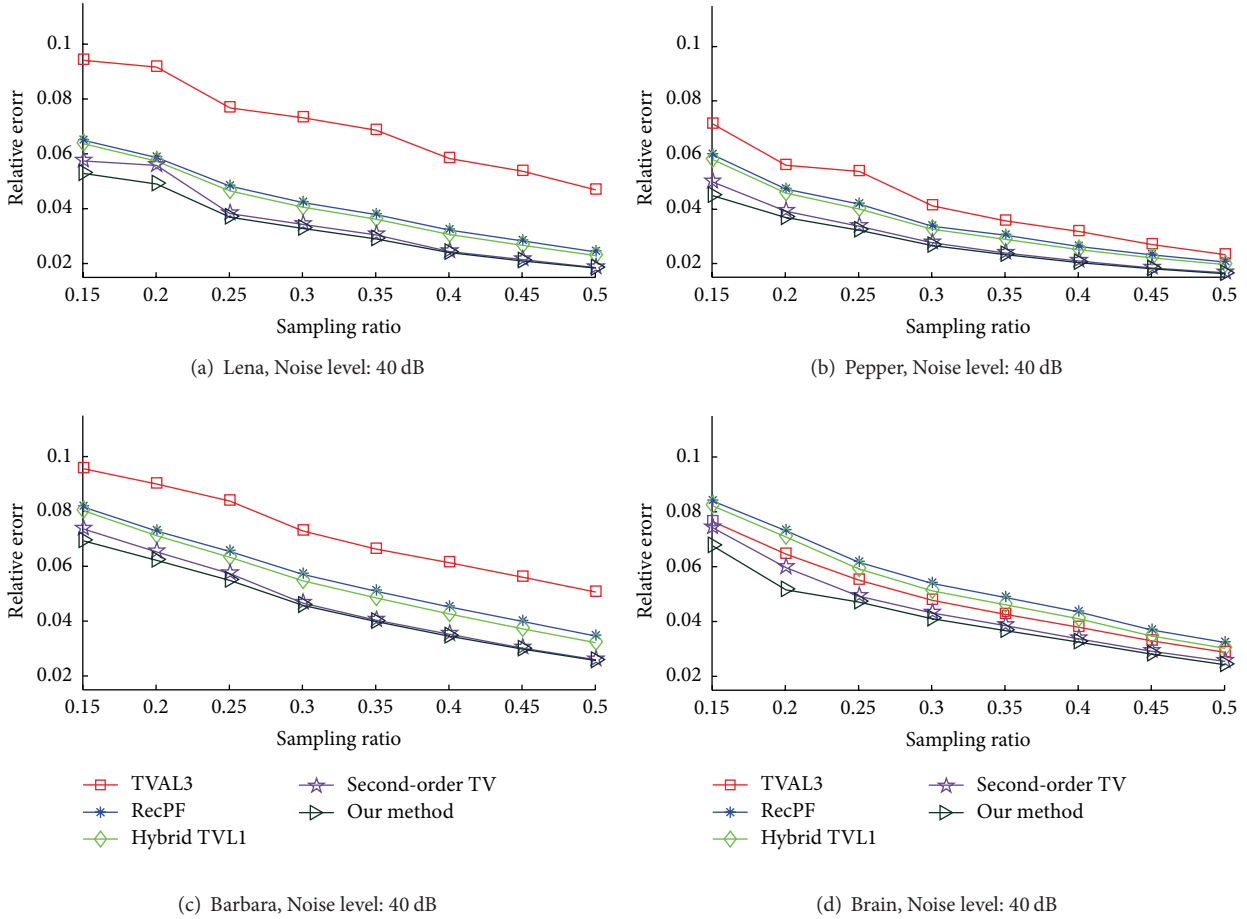 0.1
0.08
0.06
0.04
0.02
Relative erorr
0.15 0.2 0.25 0.3 0.35 0.4 0.45 0.5
Sampling ratio
(a) Lena, Noise level: 40 dB
0.1
0.08
0.06
0.04
0.02
Relative erorr
0.15 0.2 0.25 0.3 0.35 0.4 0.45 0.5
Sampling ratio
(b) Pepper, Noise level: 40 dB
0.1
0.08
0.06
0.04
0.02
Relative erorr
0.15 0.2 0.25 0.3 0.35 0.4 0.45 0.5
Sampling ratio
TVAL3
RecPF
Hybrid TVL1
Second-order TV
Our method
(c) Barbara, Noise level: 40 dB
0.1
0.08
0.06
0.04
0.02
Relative erorr
0.15 0.2 0.25 0.3 0.35 0.4 0.45 0.5
Sampling ratio
TVAL3
RecPF
Hybrid TVL1
Second-order TV
Our method
(d) Brain, Noise level: 40 dB